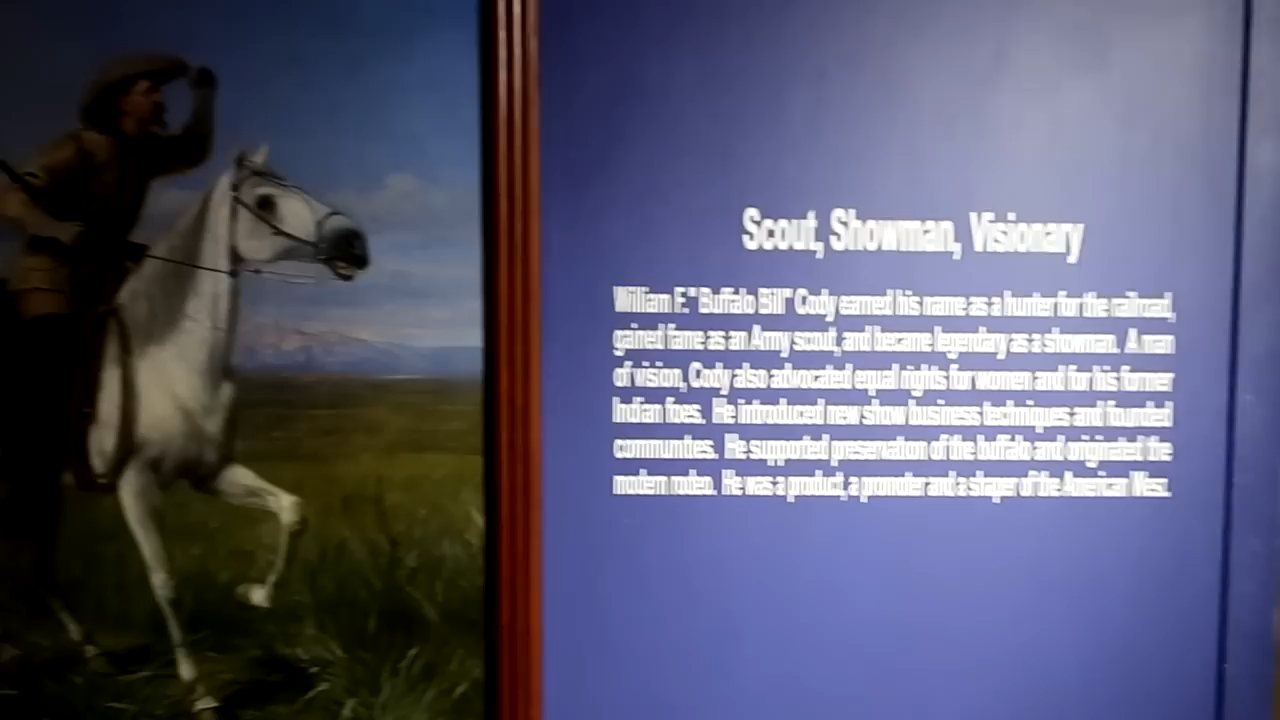 Scout, Showman, Visionary
William F. "Buffalo Bill" Cody earned his name as a hunter for the railroad,
gained fame as an Army scout, and became legendary as a showman. A man
of vision, Cody also advocated equal rights for women and for his former
Indian foes. He introduced new show business techniques and founded
communities. He supported preservation of the buffalo and originated the
modern rodeo. He was a product, a promoter and a shaper of the American West.